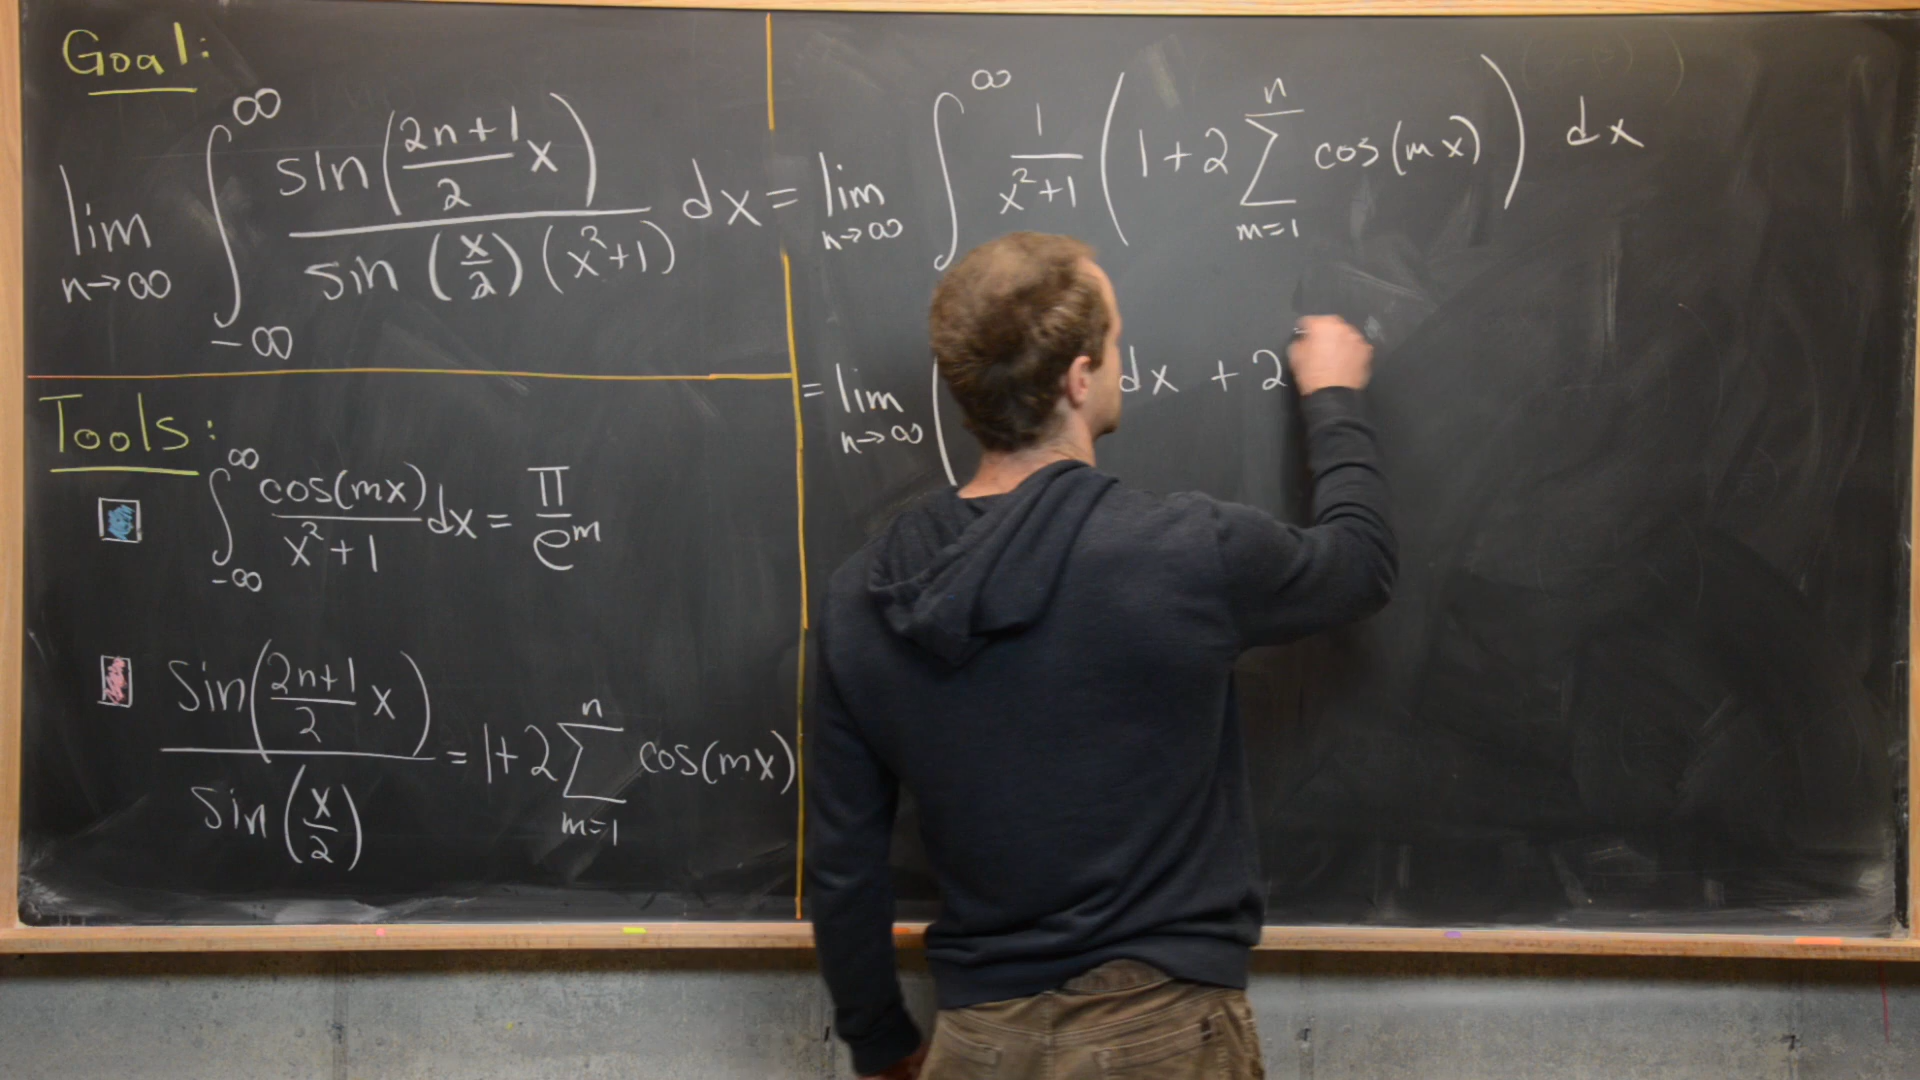 Goal:
lim n→∞ ∫_{-∞}^{∞} sin(2n+1/2 x) / sin(x/2)(x²+1) dx = lim n→∞ ∫^{∞} 1/x²+1 (1+2 ∑_{m=1}^{n} cos(mx)) dx
= lim n→∞ ( dx + 2
Tools:
∫_{-∞}^{∞} cos(mx)/x²+1 dx = π/e^m
Sin(2n+1/2 x) / Sin(x/2) = 1+2 ∑_{m=1}^{n} cos(mx)